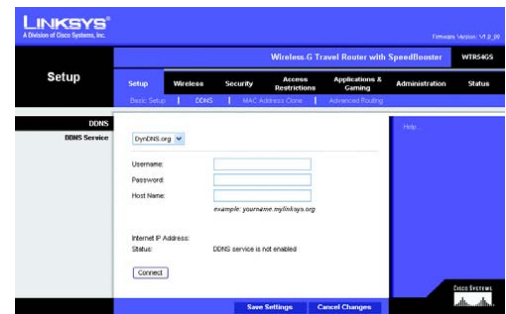 LINKSYS®
A Division of Cisco Systems, Inc.
Firmware Version: V1.0_09
Wireless-G Travel Router with SpeedBooster
WTR54GS
Setup
Setup
Wireless
Security
Access Restrictions
Applications & Gaming
Administration
Status
Basic Setup | DDNS | MAC Address Clone | Advanced Routing
DDNS
DDNS Service
DynDNS.org
Help...
Username:
Password:
Host Name:
example: yourname.mylinksys.org
Internet IP Address:
Status: DDNS service is not enabled
Connect
Save Settings
Cancel Changes
CISCO SYSTEMS